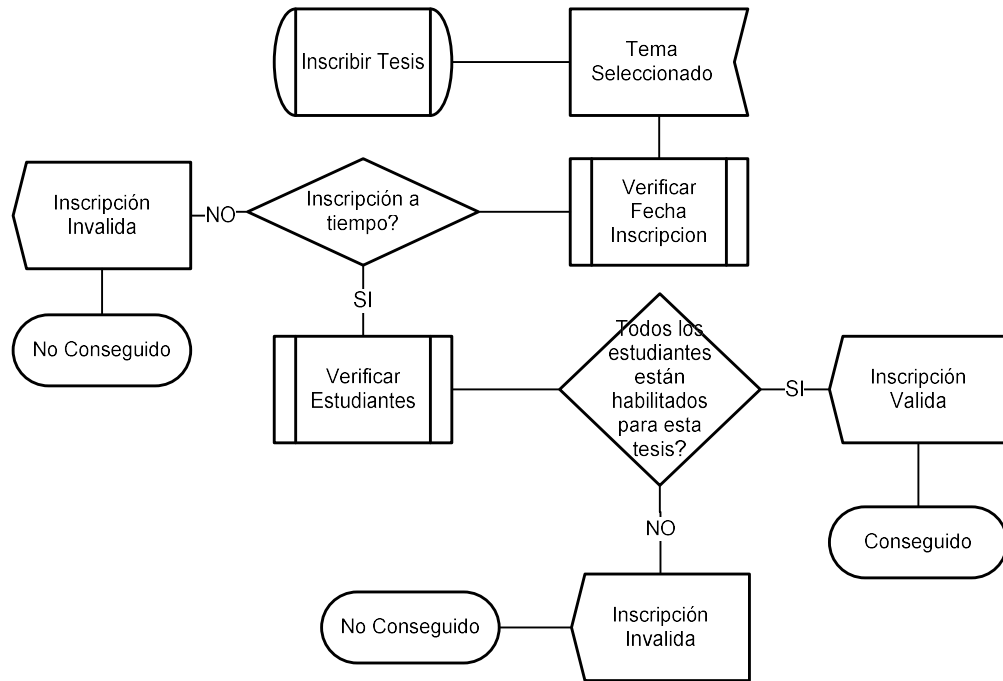 Inscribir Tesis
Tema
Seleccionado
Verificar
Fecha
Inscripcion
Inscripción a
tiempo?
NO
Inscripción
Invalida
No Conseguido
SI
Verificar
Estudiantes
Todos los
estudiantes
están
habilitados
para esta
tesis?
SI
Inscripción
Valida
Conseguido
NO
Inscripción
Invalida
No Conseguido